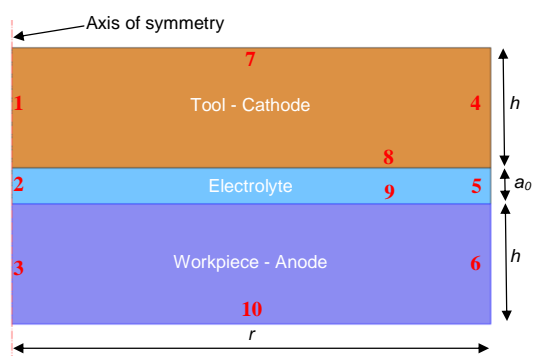 Axis of symmetry
7
1
Tool - Cathode
4
h
8
2
Electrolyte
9
5
a0
3
Workpiece - Anode
6
h
10
r